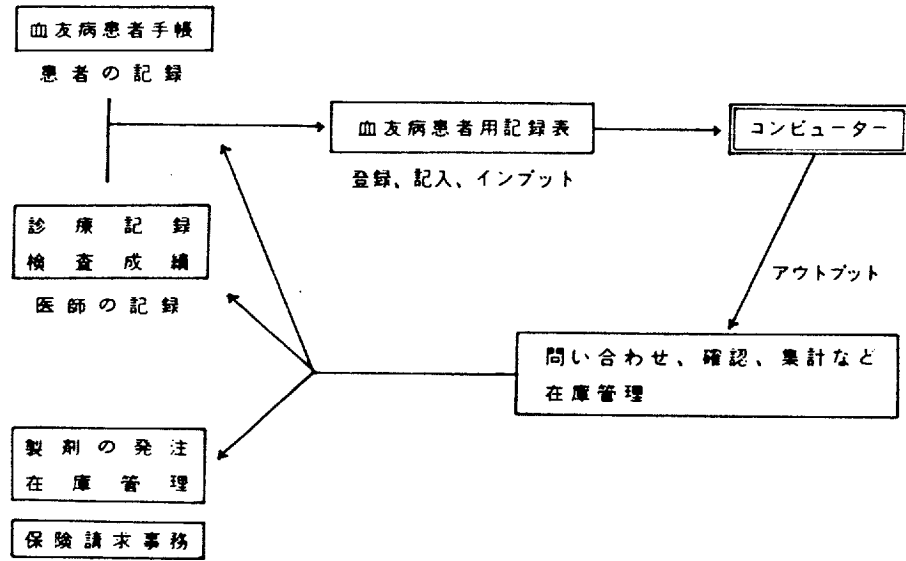 血友病患者手帳
患者の記録
血友病患者用記録表
コンピューター
登録、記入、インプット
診療記録
検査成績
医師の記録
アウトプット
問い合わせ、確認、集計など
在庫管理
製剤の発注
在庫管理
保険請求事務